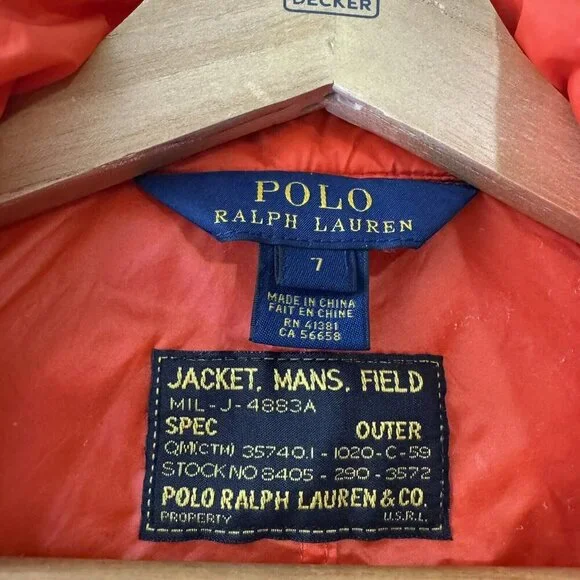 DECKER
POLO
RALPH LAUREN
7
MADE IN CHINA
FAIT EN CHINE
RN 41381
CA 56658
JACKET, MANS, FIELD
MIL-J-4883A
SPEC OUTER
QM(CTM) 35740.1 - 1020-C-59
STOCK NO 8405 - 290 - 3572
POLO RALPH LAUREN & CO.
PROPERTY U.S.R.L.